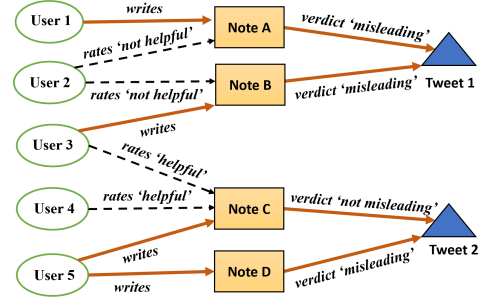 User 1
writes
Note A
verdict 'misleading'
rates 'not helpful'
User 2
Tweet 1
Note B
rates 'not helpful'
verdict 'misleading'
writes
User 3
rates 'helpful'
rates 'helpful'
User 4
Note C
verdict 'not misleading'
Tweet 2
writes
User 5
Note D
verdict 'misleading'
writes